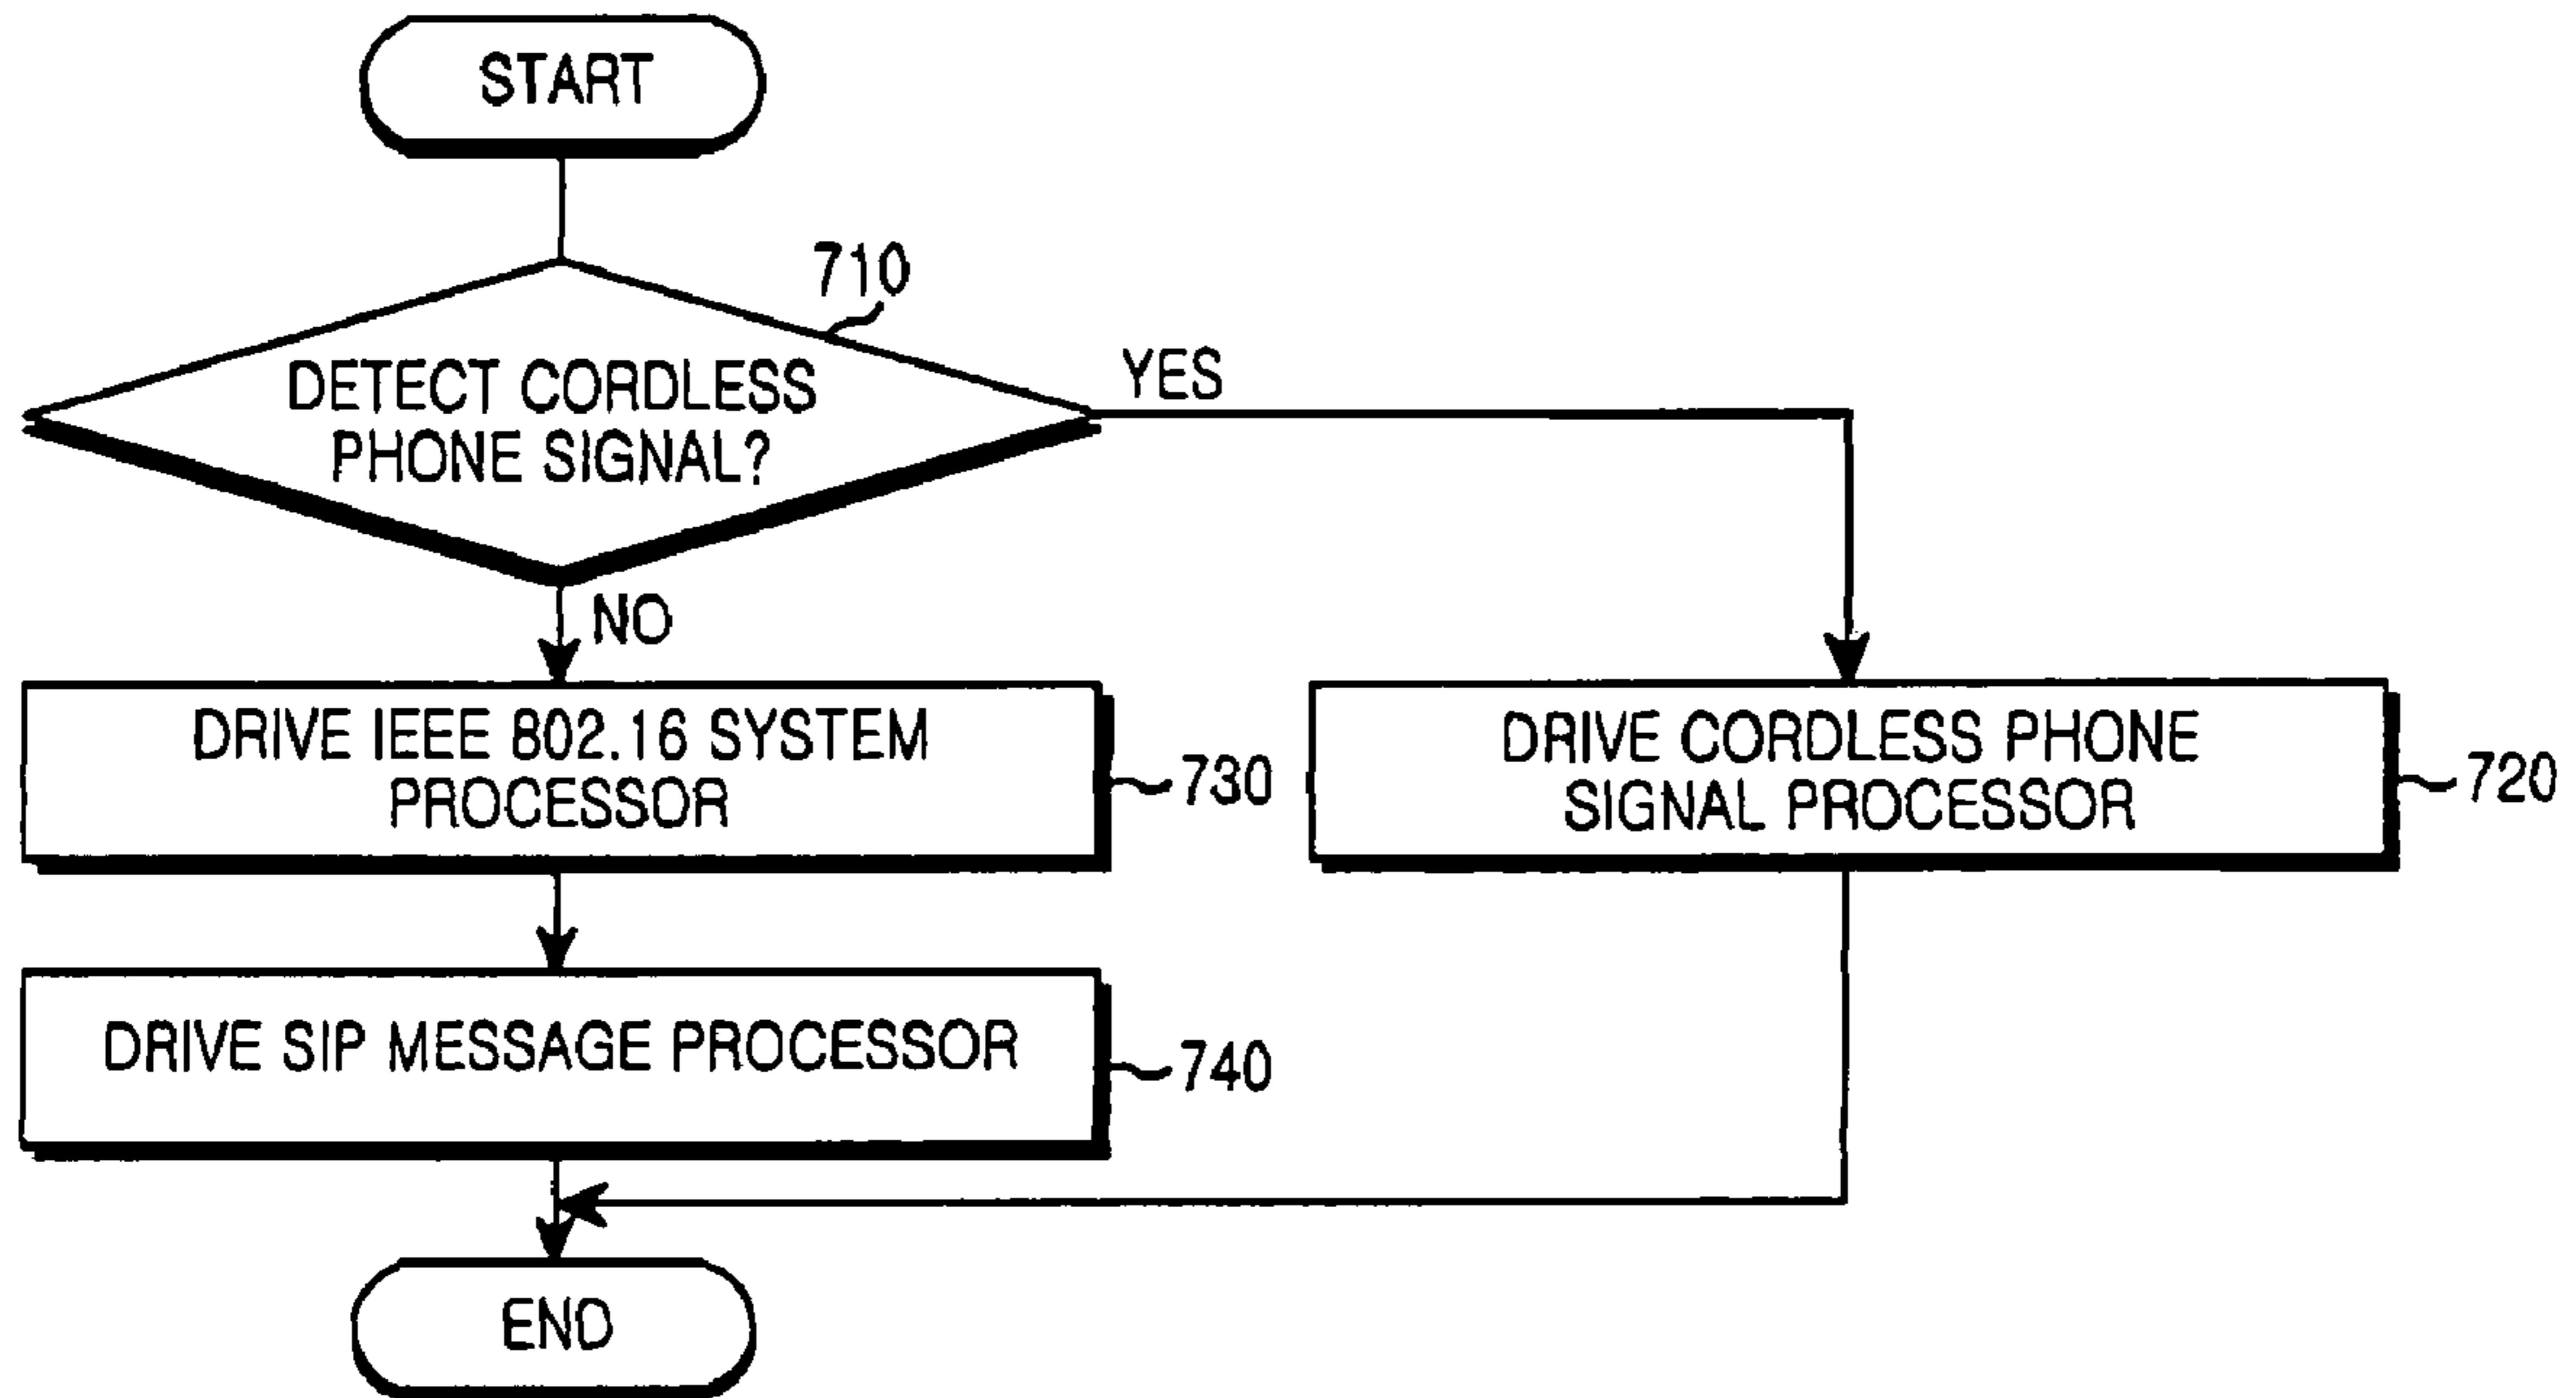 START
710
DETECT CORDLESS
PHONE SIGNAL?
YES
NO
DRIVE IEEE 802.16 SYSTEM
PROCESSOR
730
DRIVE CORDLESS PHONE
SIGNAL PROCESSOR
720
DRIVE SIP MESSAGE PROCESSOR
740
END